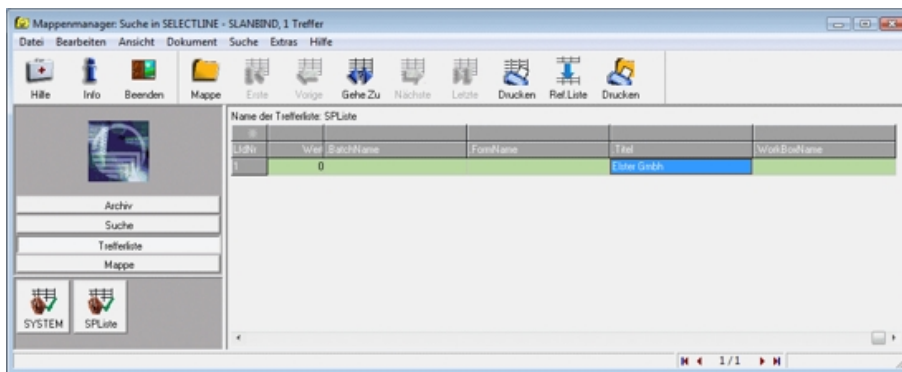 Mappenmanager: Suche in SELECTLINE - SLANBIND, 1 Treffer
Datei Bearbeiten Ansicht Dokument Suche Extras Hilfe
Hilfe Info Beenden Mappe Erste Vorige Gehe Zu Nächste Letzte Drucken Ref.Liste Drucken
Name der Trefferliste: SPListe
LfdNr Wert BatchName FormName Titel WorkBoxName
1 0 Elster Gmbh
Archiv
Suche
Trefferliste
Mappe
SYSTEM SPListe
1/1